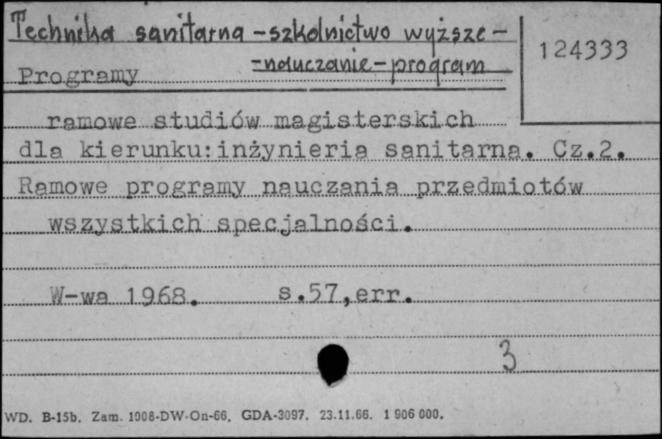 Technika sanitarna - szkolnictwo wyższe -
- nauczanie - program
124333
Programy
ramowe studiów magisterskich
dla kierunku: inżynieria sanitarna. Cz.2.
Ramowe programy nauczania przedmiotów
wszystkich specjalności.
W-wa 1968. s.57,err.
3
WD. B-15b. Zam. 1008-DW-On-66. GDA-3097. 23.11.66. 1 906 000.